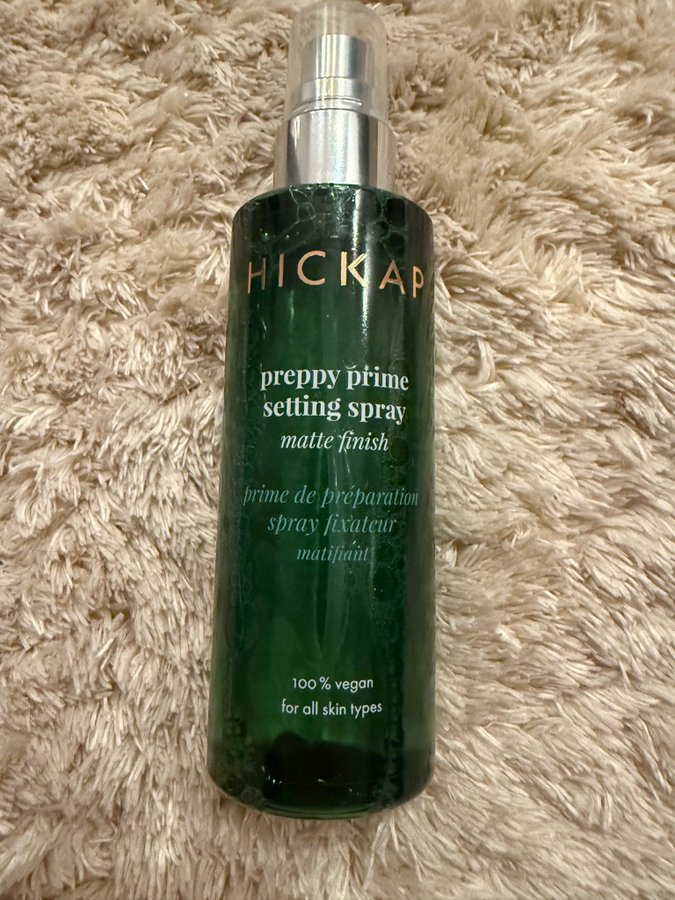 HICKAP
preppy prime
setting spray
matte finish
prime de préparation
spray fixateur
matifiant
100% vegan
for all skin types